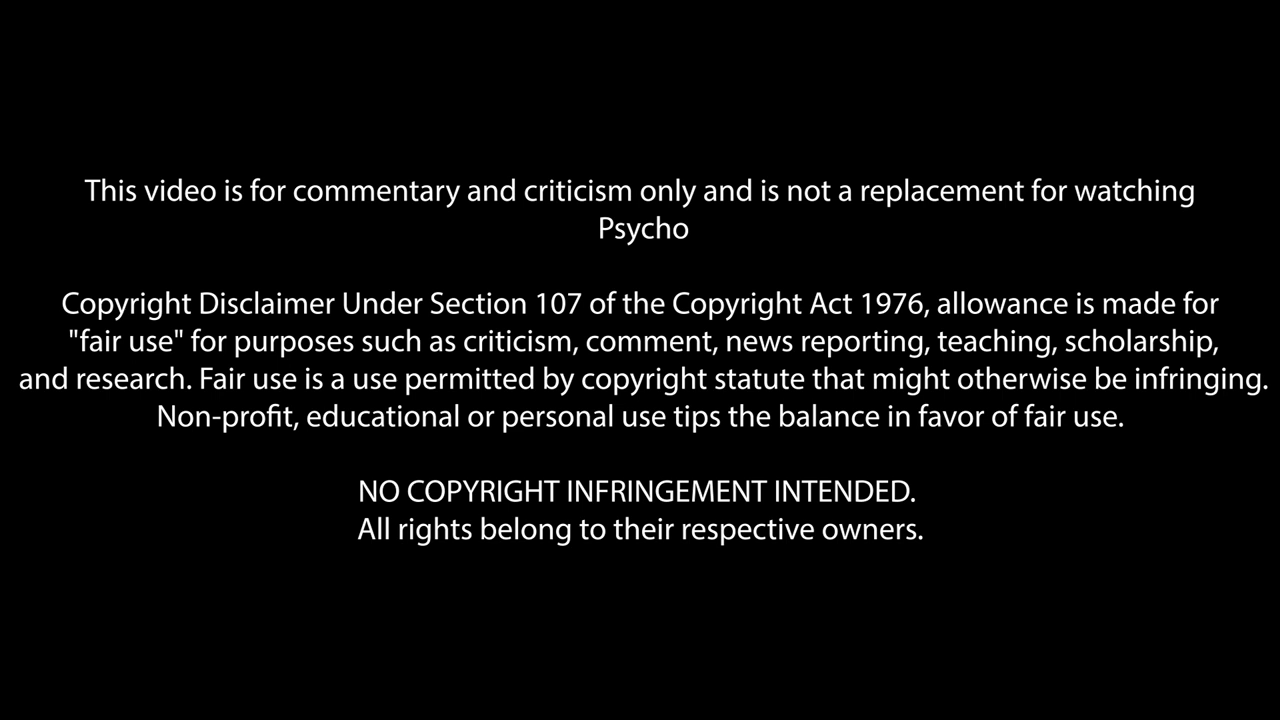 This video is for commentary and criticism only and is not a replacement for watching
Psycho
Copyright Disclaimer Under Section 107 of the Copyright Act 1976, allowance is made for
"fair use" for purposes such as criticism, comment, news reporting, teaching, scholarship,
and research. Fair use is a use permitted by copyright statute that might otherwise be infringing.
Non-profit, educational or personal use tips the balance in favor of fair use.
NO COPYRIGHT INFRINGEMENT INTENDED.
All rights belong to their respective owners.